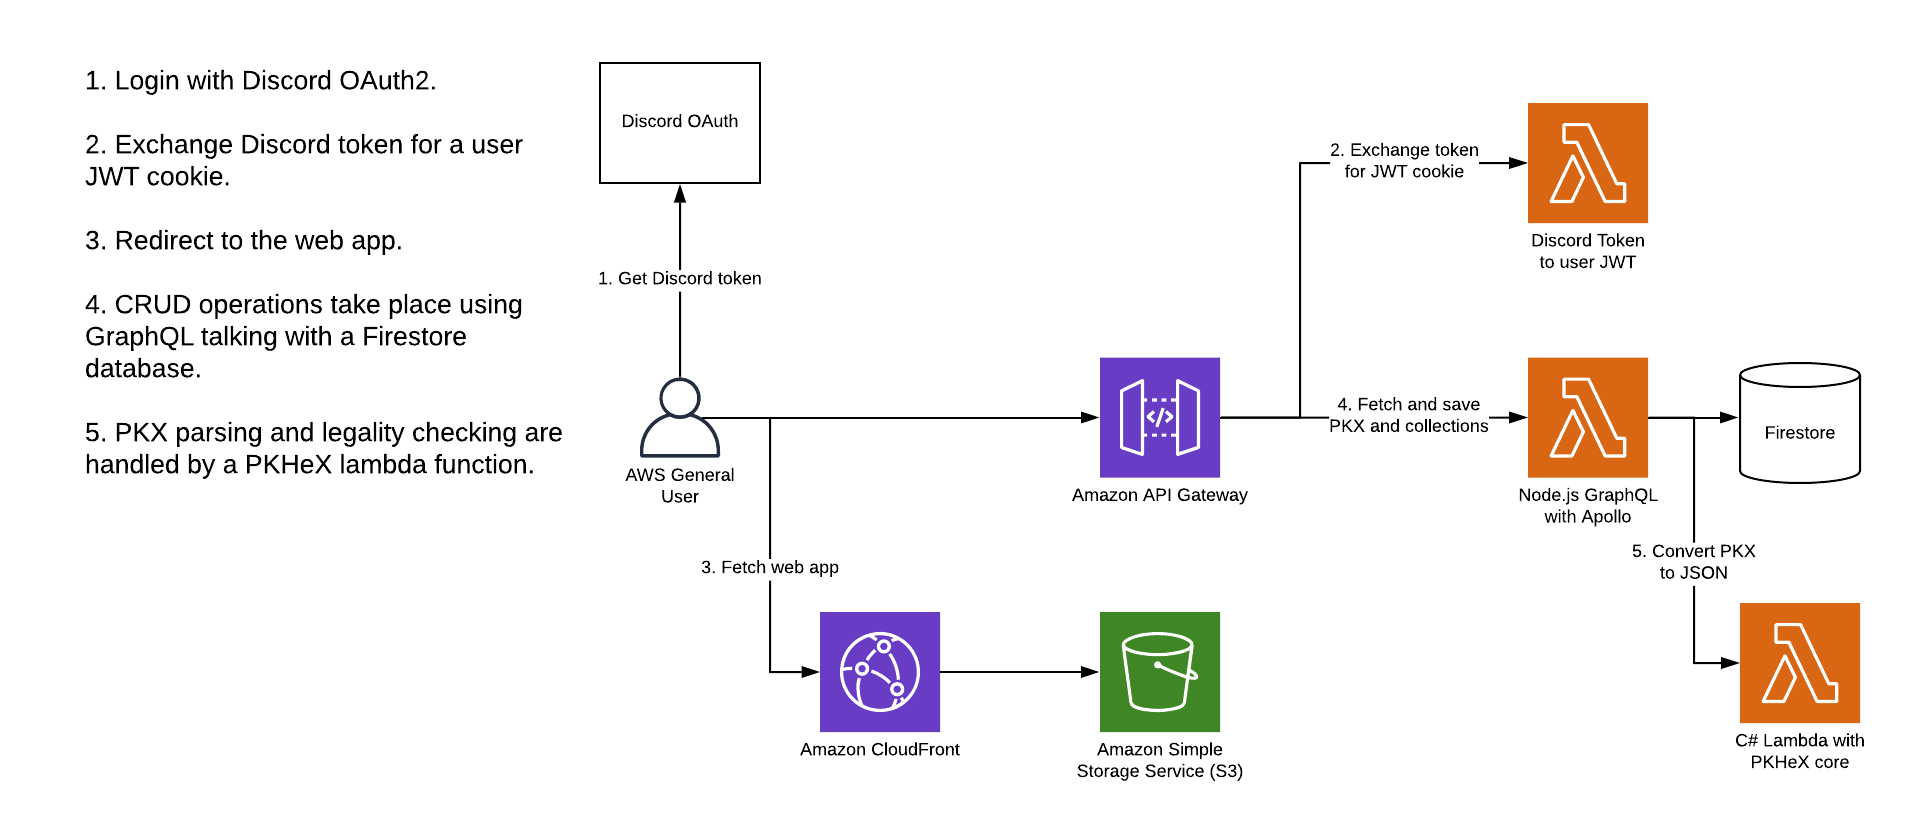 1. Login with Discord OAuth2.
2. Exchange Discord token for a user
JWT cookie.
3. Redirect to the web app.
4. CRUD operations take place using
GraphQL talking with a Firestore
database.
5. PKX parsing and legality checking are
handled by a PKHeX lambda function.
Discord OAuth
1. Get Discord token
AWS General
User
3. Fetch web app
Amazon CloudFront
Amazon Simple
Storage Service (S3)
Amazon API Gateway
2. Exchange token
for JWT cookie
Discord Token
to user JWT
4. Fetch and save
PKX and collections
Node.js GraphQL
with Apollo
Firestore
5. Convert PKX
to JSON
C# Lambda with
PKHeX core